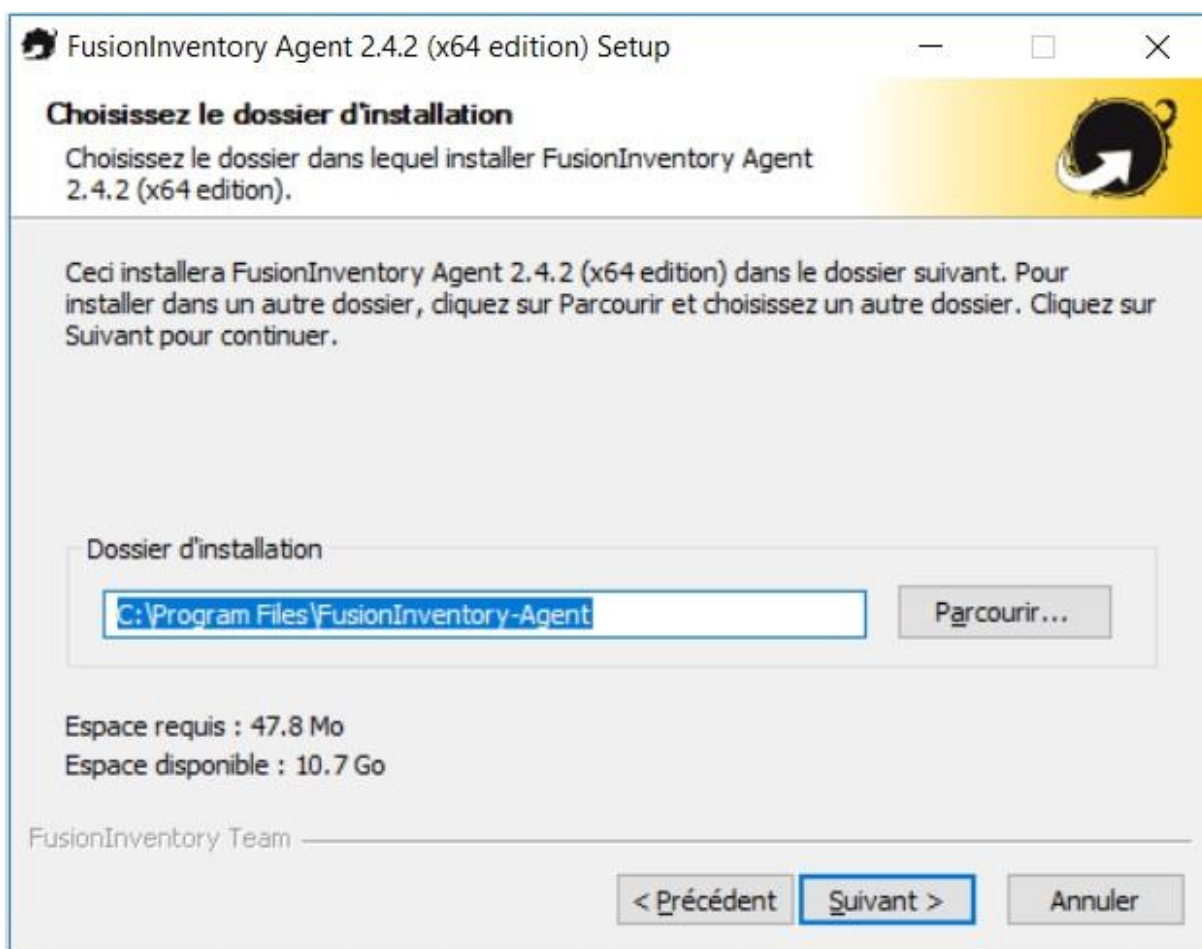 FusionInventory Agent 2.4.2 (x64 edition) Setup
Choisissez le dossier d'installation
Choisissez le dossier dans lequel installer FusionInventory Agent
2.4.2 (x64 edition).
Ceci installera FusionInventory Agent 2.4.2 (x64 edition) dans le dossier suivant. Pour
installer dans un autre dossier, cliquez sur Parcourir et choisissez un autre dossier. Cliquez sur
Suivant pour continuer.
Dossier d'installation
C:\Program Files\FusionInventory-Agent
Parcourir...
Espace requis : 47.8 Mo
Espace disponible : 10.7 Go
FusionInventory Team
< Précédent
Suivant >
Annuler